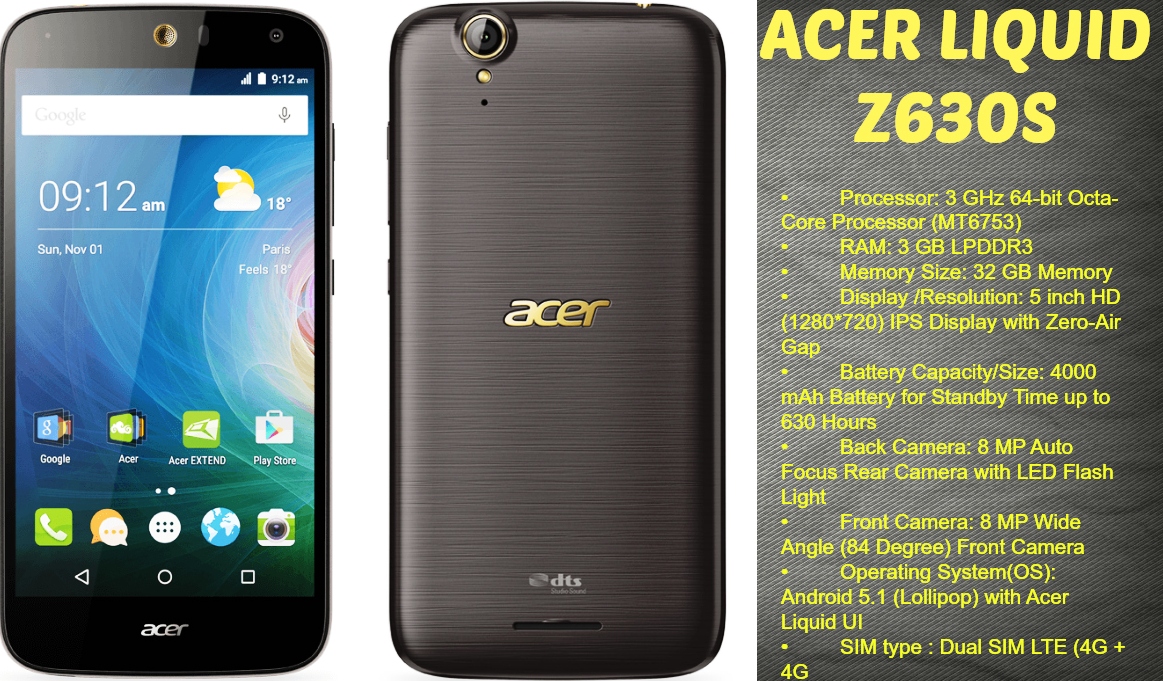 9:12 am
Google
09:12 am
18°
Sun, Nov 01
Paris
Feels 18°
Google
Acer
Acer EXTEND
Play Store
acer
acer
dts
Studio Sound
ACER LIQUID
Z630S
• Processor: 3 GHz 64-bit Octa-
Core Processor (MT6753)
• RAM: 3 GB LPDDR3
• Memory Size: 32 GB Memory
• Display /Resolution: 5 inch HD
(1280*720) IPS Display with Zero-Air
Gap
• Battery Capacity/Size: 4000
mAh Battery for Standby Time up to
630 Hours
• Back Camera: 8 MP Auto
Focus Rear Camera with LED Flash
Light
• Front Camera: 8 MP Wide
Angle (84 Degree) Front Camera
• Operating System(OS):
Android 5.1 (Lollipop) with Acer
Liquid UI
• SIM type : Dual SIM LTE (4G +
4G